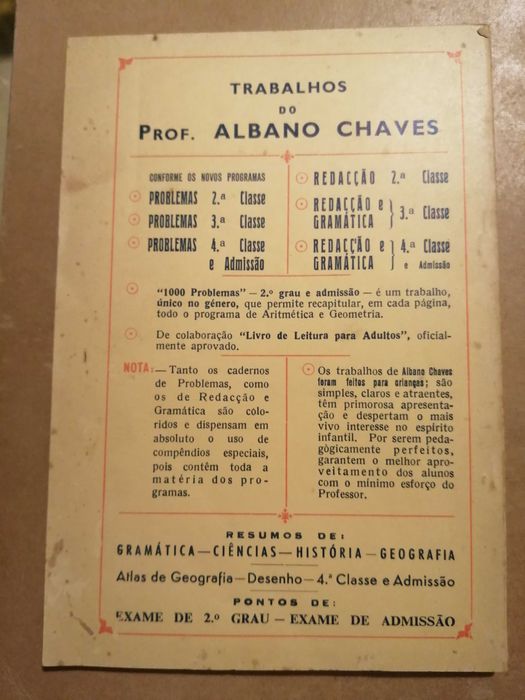 TRABALHOS
DO
PROF. ALBANO CHAVES
CONFORME OS NOVOS PROGRAMAS
PROBLEMAS 2.ª Classe
PROBLEMAS 3.ª Classe
PROBLEMAS 4.ª Classe
e Admissão
REDACÇÃO 2.ª Classe
REDACÇÃO e
GRAMÁTICA } 3.ª Classe
REDACÇÃO e } 4.ª Classe
GRAMÁTICA e Admissão
"1000 Problemas" — 2.º grau e admissão — é um trabalho,
único no género, que permite recapitular, em cada página,
todo o programa de Aritmética e Geometria.
De colaboração "Livro de Leitura para Adultos", oficial-
mente aprovado.
NOTA: — Tanto os cadernos
de Problemas, como
os de Redacção e
Gramática são colo-
ridos e dispensam em
absoluto o uso de
compêndios especiais,
pois contêm toda a
matéria dos pro-
gramas.
Os trabalhos de Albano Chaves
foram feitos para crianças; são
simples, claros e atraentes,
têm primorosa apresenta-
ção e despertam o mais
vivo interesse no espírito
infantil. Por serem peda-
gògicamente perfeitos,
garantem o melhor apro-
veitamento dos alunos
com o mínimo esforço do
Professor.
RESUMOS DE:
GRAMÁTICA — CIÊNCIAS — HISTÓRIA — GEOGRAFIA
Atlas de Geografia — Desenho — 4.ª Classe e Admissão
PONTOS DE:
EXAME DE 2.º GRAU — EXAME DE ADMISSÃO